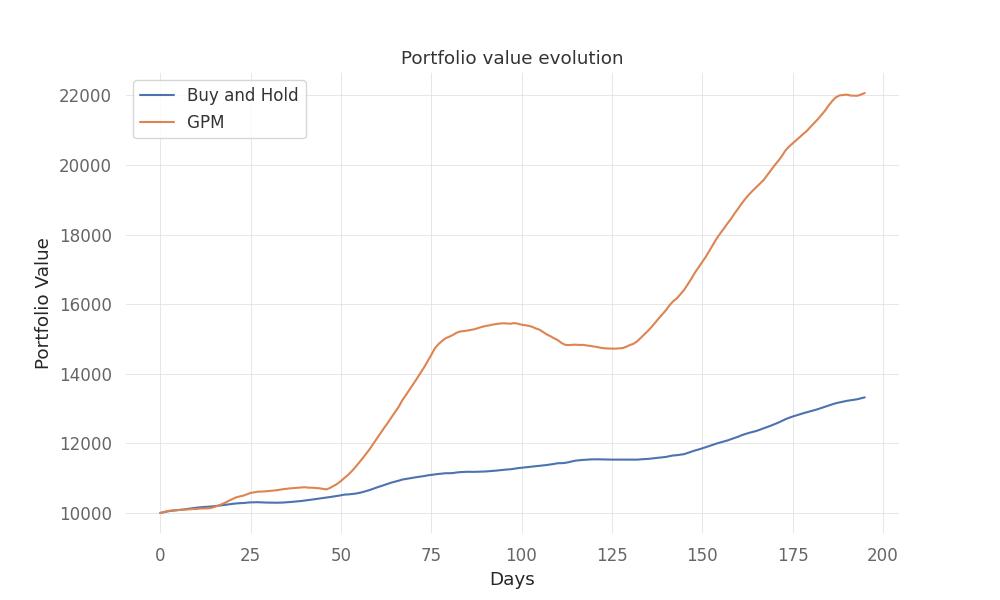 Portfolio value evolution
Buy and Hold
GPM
Portfolio Value
22000
20000
18000
16000
14000
12000
10000
0 25 50 75 100 125 150 175 200
Days